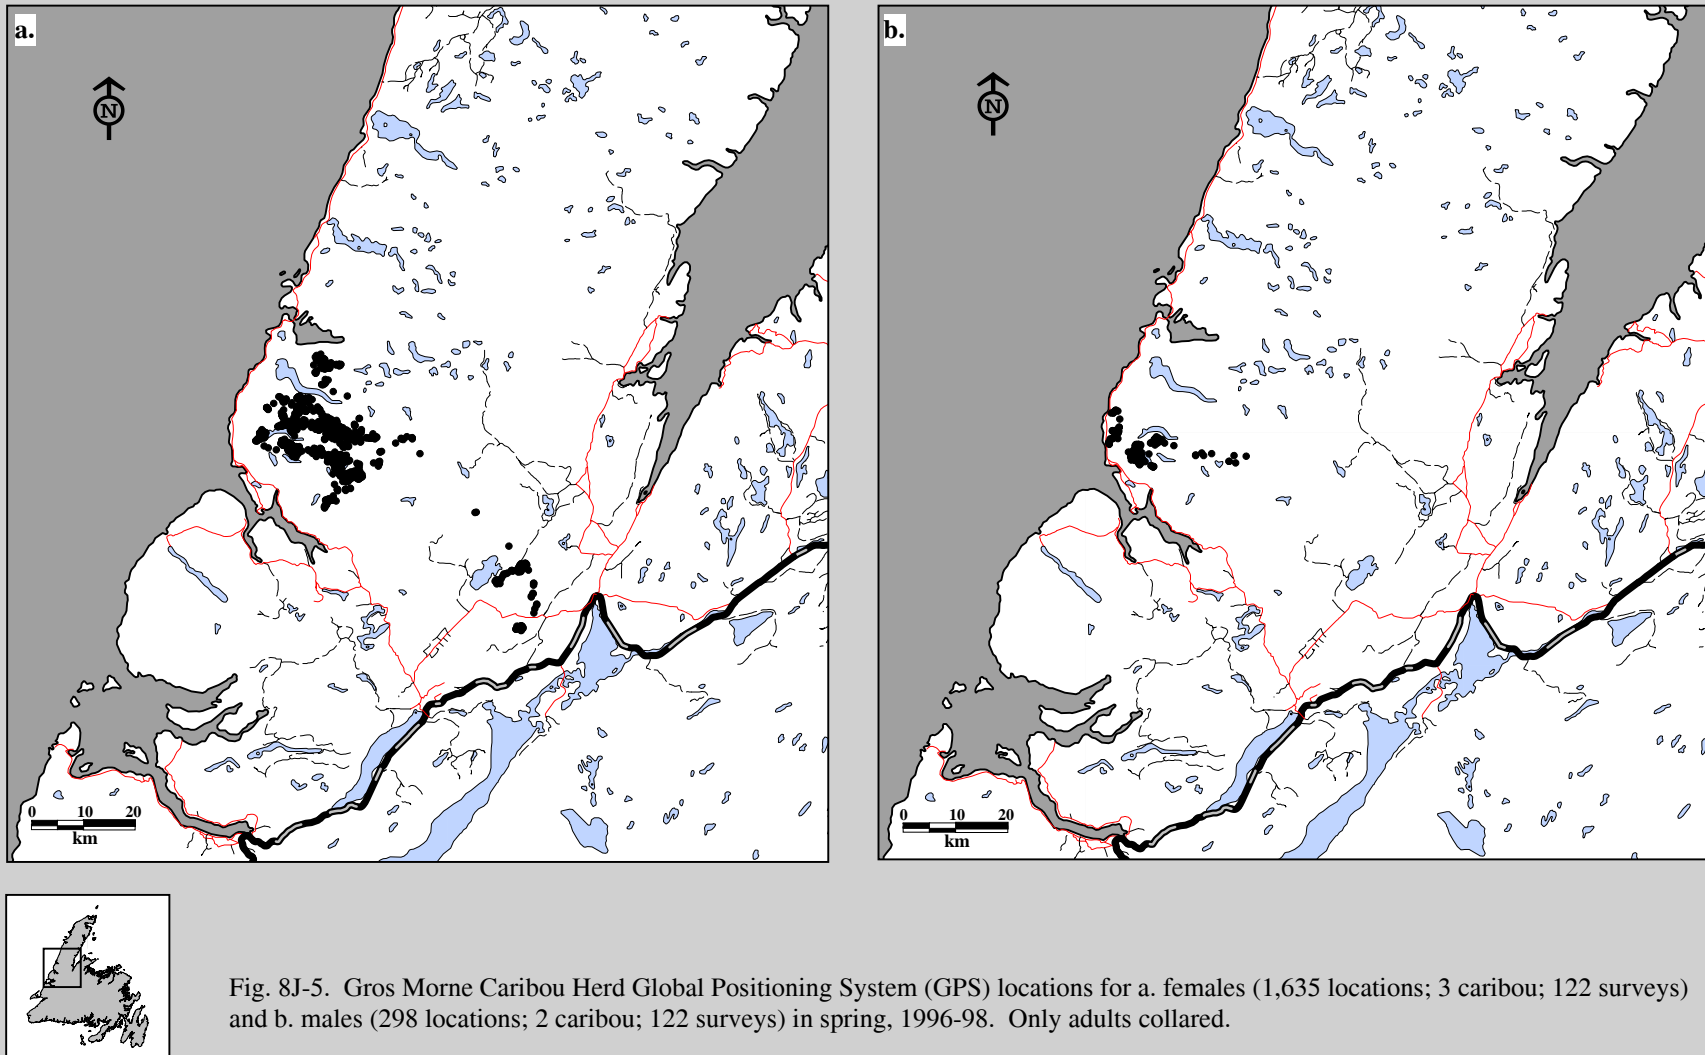 a.
N
0 10 20
km
b.
N
0 10 20
km
Fig. 8J-5. Gros Morne Caribou Herd Global Positioning System (GPS) locations for a. females (1,635 locations; 3 caribou; 122 surveys)
and b. males (298 locations; 2 caribou; 122 surveys) in spring, 1996-98. Only adults collared.